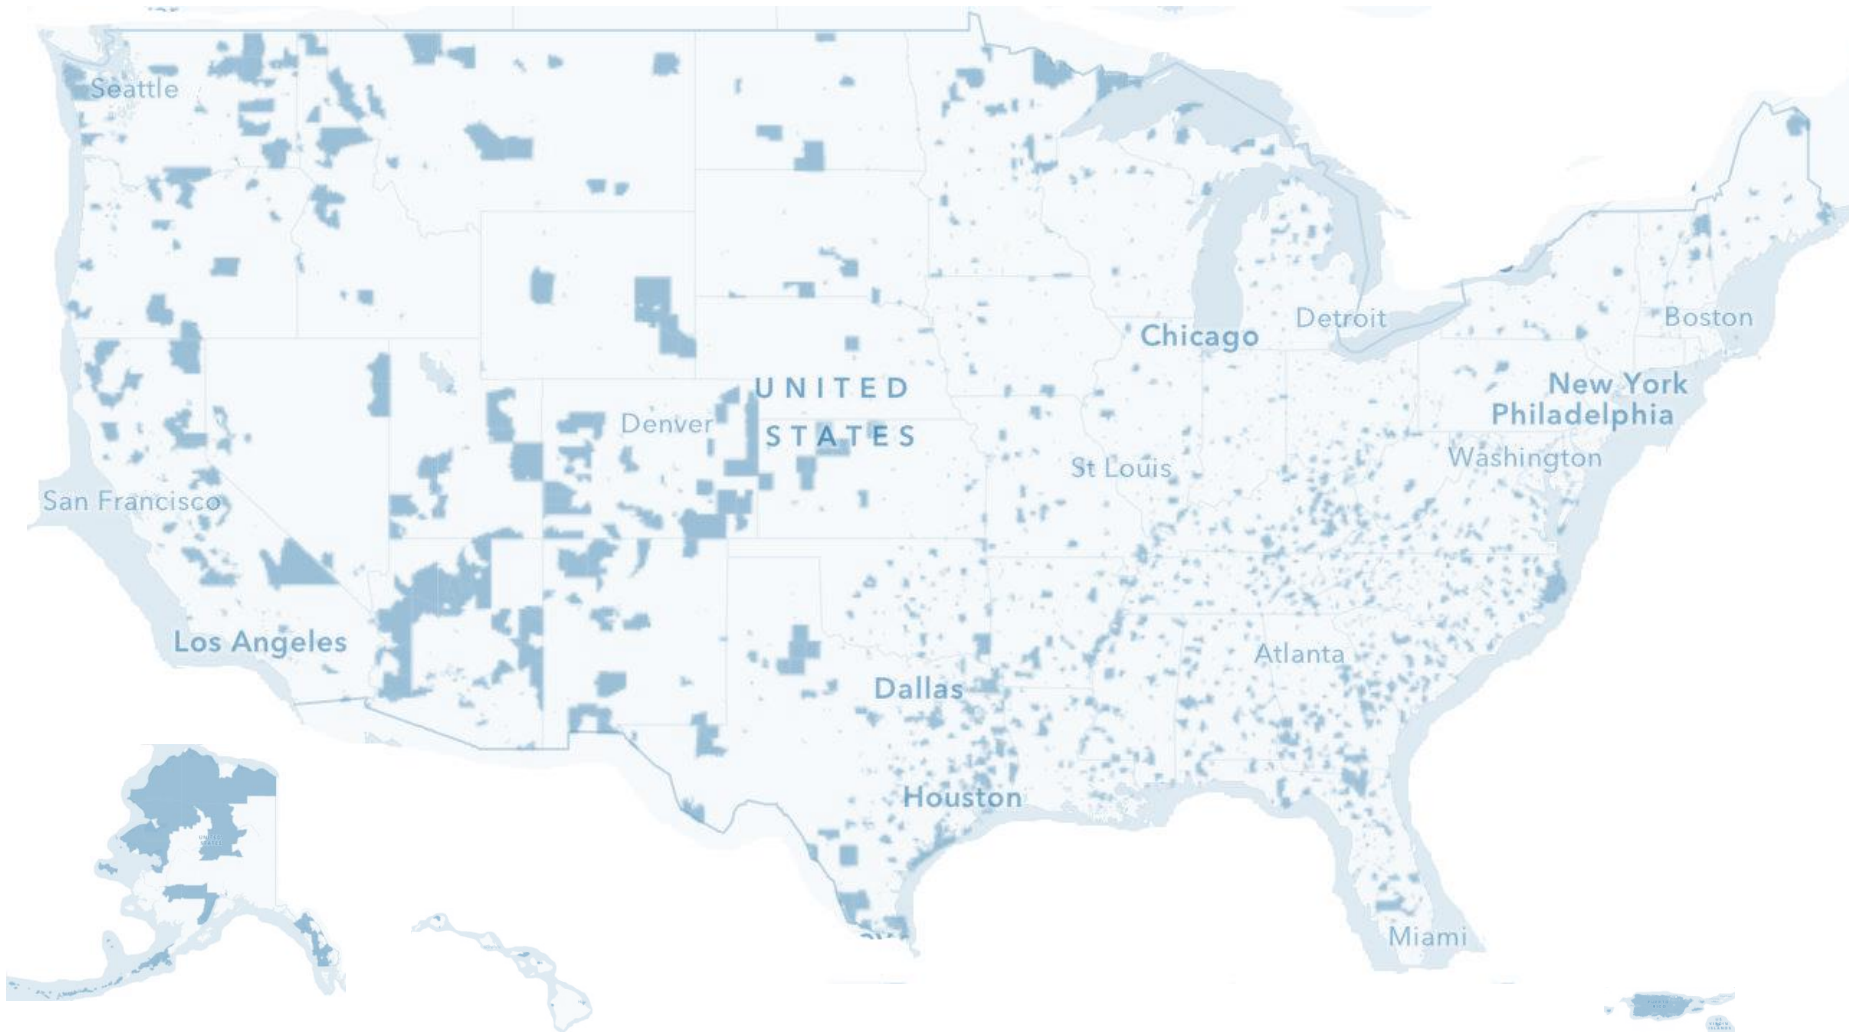 Seattle
Chicago
Detroit
Boston
UNITED
STATES
Denver
New York
Philadelphia
Washington
St Louis
San Francisco
Los Angeles
Atlanta
Dallas
Houston
Miami